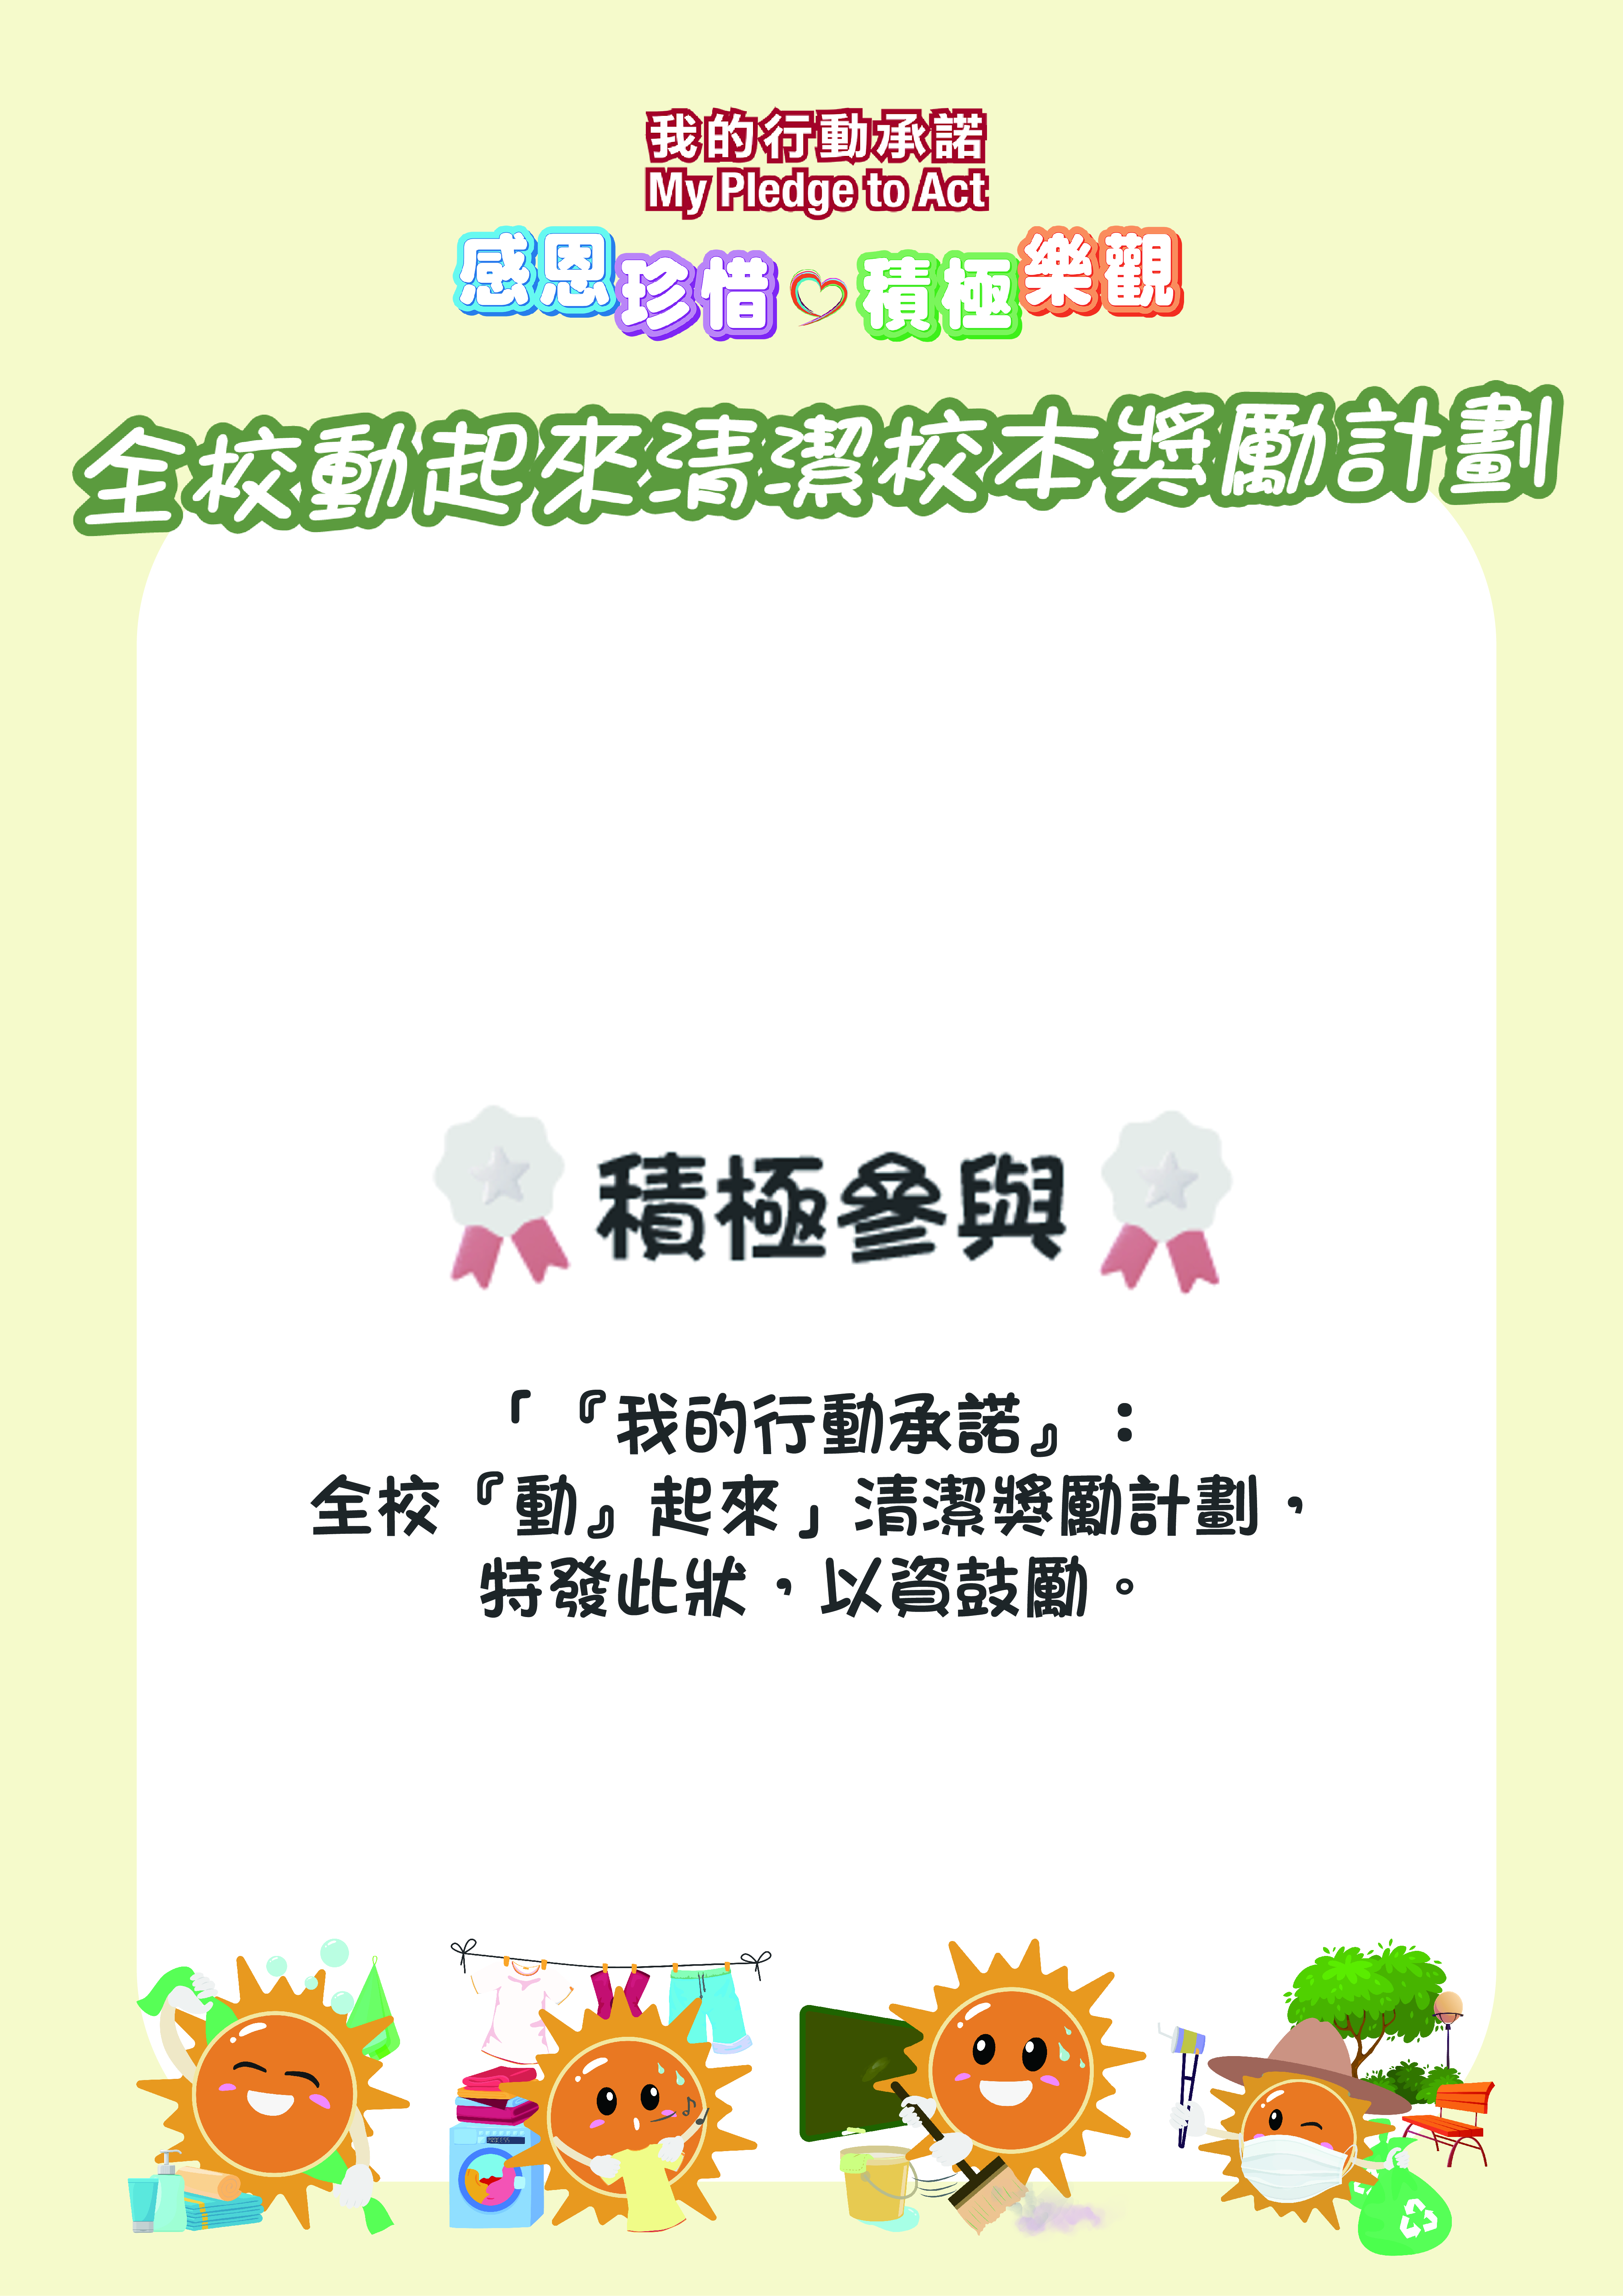 我的行動承諾
My Pledge to Act
感恩珍惜 積極樂觀
全校動起來清潔校本獎勵計劃
積極參與
「『我的行動承諾』：
全校『動』起來」清潔獎勵計劃，
特發此狀，以資鼓勵。